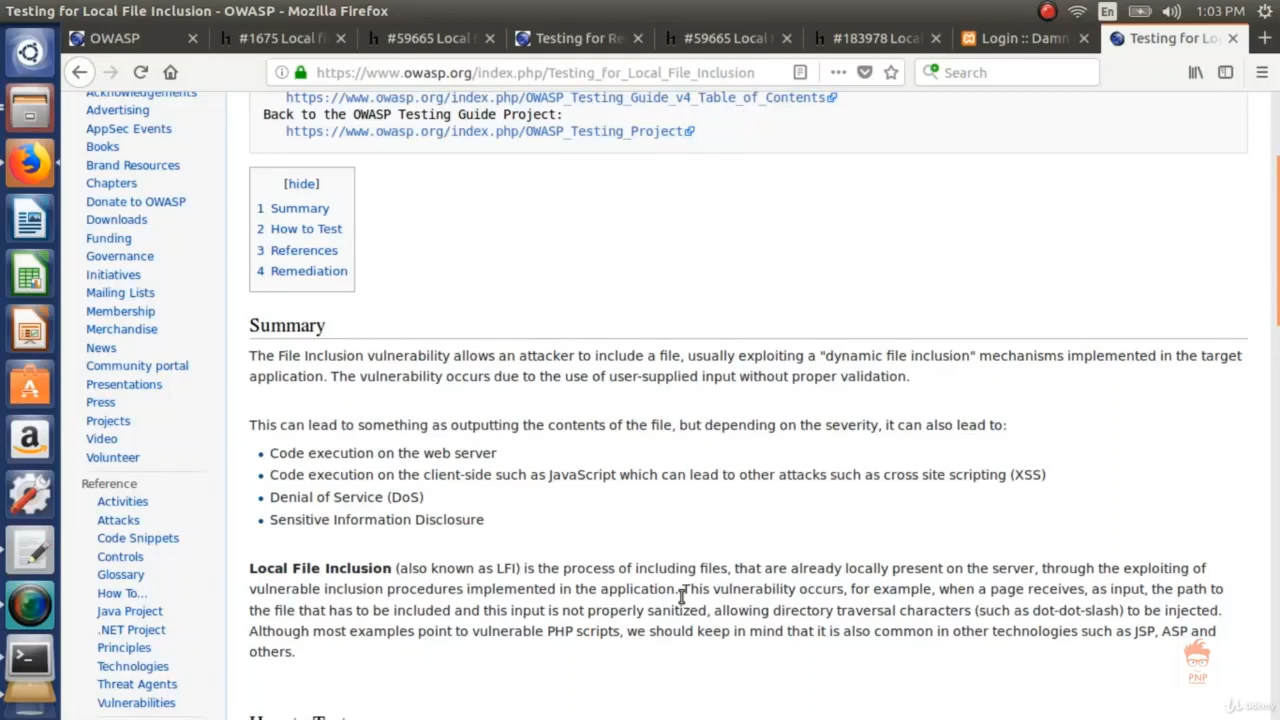 Testing for Local File Inclusion - OWASP - Mozilla Firefox
En
1:03 PM
OWASP
#1675 Local fi
#59665 Local
Testing for Re
#59665 Local
#183978 Loca
Login :: Damn
Testing for Lo
https://www.owasp.org/index.php/Testing_for_Local_File_Inclusion
Search
Acknowledgements
Advertising
AppSec Events
Books
Brand Resources
Chapters
Donate to OWASP
Downloads
Funding
Governance
Initiatives
Mailing Lists
Membership
Merchandise
News
Community portal
Presentations
Press
Projects
Video
Volunteer
Reference
Activities
Attacks
Code Snippets
Controls
Glossary
How To...
Java Project
.NET Project
Principles
Technologies
Threat Agents
Vulnerabilities
https://www.owasp.org/index.php/OWASP_Testing_Guide_v4_Table_of_Contents
Back to the OWASP Testing Guide Project:
https://www.owasp.org/index.php/OWASP_Testing_Project
[hide]
1 Summary
2 How to Test
3 References
4 Remediation
Summary
The File Inclusion vulnerability allows an attacker to include a file, usually exploiting a "dynamic file inclusion" mechanisms implemented in the target
application. The vulnerability occurs due to the use of user-supplied input without proper validation.
This can lead to something as outputting the contents of the file, but depending on the severity, it can also lead to:
• Code execution on the web server
• Code execution on the client-side such as JavaScript which can lead to other attacks such as cross site scripting (XSS)
• Denial of Service (DoS)
• Sensitive Information Disclosure
Local File Inclusion (also known as LFI) is the process of including files, that are already locally present on the server, through the exploiting of
vulnerable inclusion procedures implemented in the application. This vulnerability occurs, for example, when a page receives, as input, the path to
the file that has to be included and this input is not properly sanitized, allowing directory traversal characters (such as dot-dot-slash) to be injected.
Although most examples point to vulnerable PHP scripts, we should keep in mind that it is also common in other technologies such as JSP, ASP and
others.
How to Test
PNP
Udemy